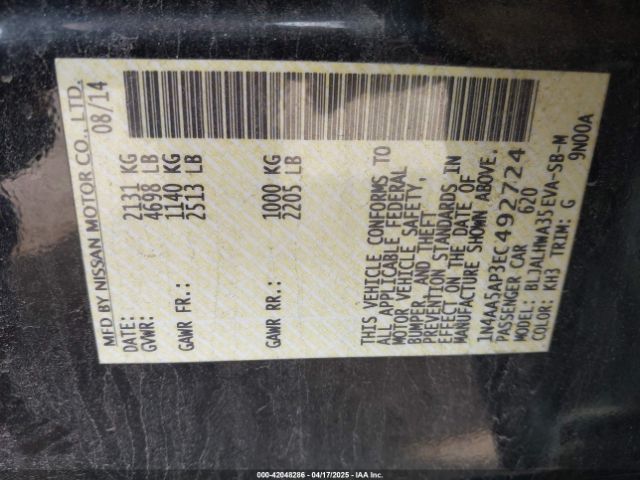 MFD BY NISSAN MOTOR CO., LTD.
DATE: 08/14
GVWR: 2131 KG
4698 LB
GAWR FR.: 1140 KG
2513 LB
GAWR RR.: 1000 KG
2205 LB
THIS VEHICLE CONFORMS TO
ALL APPLICABLE FEDERAL
MOTOR VEHICLE SAFETY,
BUMPER, AND THEFT
PREVENTION STANDARDS IN
EFFECT ON THE DATE OF
MANUFACTURE SHOWN ABOVE.
1N4AA5AP3EC492724
PASSENGER CAR 620
MODEL: BLJALHWA35EVA-SB-M
COLOR: KH3 TRIM: G 9N00A
000-42048286 - 04/17/2025 - IAA Inc.